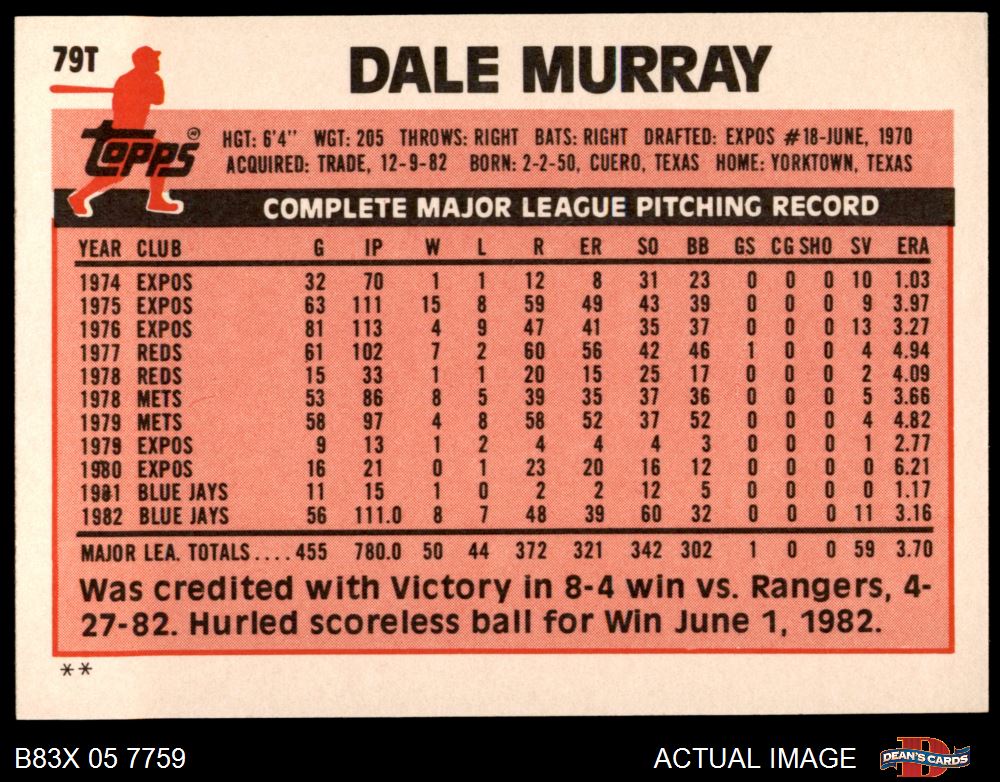 79T
DALE MURRAY
topps ®
HGT: 6'4" WGT: 205 THROWS: RIGHT BATS: RIGHT DRAFTED: EXPOS #18-JUNE, 1970
ACQUIRED: TRADE, 12-9-82 BORN: 2-2-50, CUERO, TEXAS HOME: YORKTOWN, TEXAS
COMPLETE MAJOR LEAGUE PITCHING RECORD
YEAR CLUB G IP W L R ER SO BB GS CG SHO SV ERA
1974 EXPOS 32 70 1 1 12 8 31 23 0 0 0 10 1.03
1975 EXPOS 63 111 15 8 59 49 43 39 0 0 0 9 3.97
1976 EXPOS 81 113 4 9 47 41 35 37 0 0 0 13 3.27
1977 REDS 61 102 7 2 60 56 42 46 1 0 0 4 4.94
1978 REDS 15 33 1 1 20 15 25 17 0 0 0 2 4.09
1978 METS 53 86 8 5 39 35 37 36 0 0 0 5 3.66
1979 METS 58 97 4 8 58 52 37 52 0 0 0 4 4.82
1979 EXPOS 9 13 1 2 4 4 4 3 0 0 0 1 2.77
1980 EXPOS 16 21 0 1 23 20 16 12 0 0 0 0 6.21
1981 BLUE JAYS 11 15 1 0 2 2 12 5 0 0 0 0 1.17
1982 BLUE JAYS 56 111.0 8 7 48 39 60 32 0 0 0 11 3.16
MAJOR LEA. TOTALS....455 780.0 50 44 372 321 342 302 1 0 0 59 3.70
Was credited with Victory in 8-4 win vs. Rangers, 4-
27-82. Hurled scoreless ball for Win June 1, 1982.
**
B83X 05 7759 ACTUAL IMAGE DEAN'S CARDS